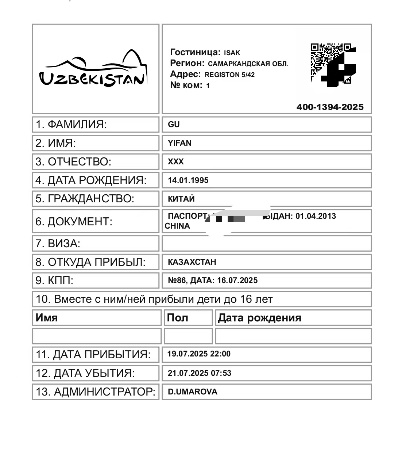 UZBEKISTAN
Гостиница: ISAK
Регион: САМАРКАНДСКАЯ ОБЛ.
Адрес: REGISTON 5/42
№ ком: 1
400-1394-2025
1. ФАМИЛИЯ: GU
2. ИМЯ: YIFAN
3. ОТЧЕСТВО: XXX
4. ДАТА РОЖДЕНИЯ: 14.01.1995
5. ГРАЖДАНСТВО: КИТАЙ
6. ДОКУМЕНТ: ПАСПОРТ, ВЫДАН: 01.04.2013
CHINA
7. ВИЗА:
8. ОТКУДА ПРИБЫЛ: КАЗАХСТАН
9. КПП: №86, ДАТА: 16.07.2025
10. Вместе с ним/ней прибыли дети до 16 лет
Имя Пол Дата рождения
11. ДАТА ПРИБЫТИЯ: 19.07.2025 22:00
12. ДАТА УБЫТИЯ: 21.07.2025 07:53
13. АДМИНИСТРАТОР: D.UMAROVA